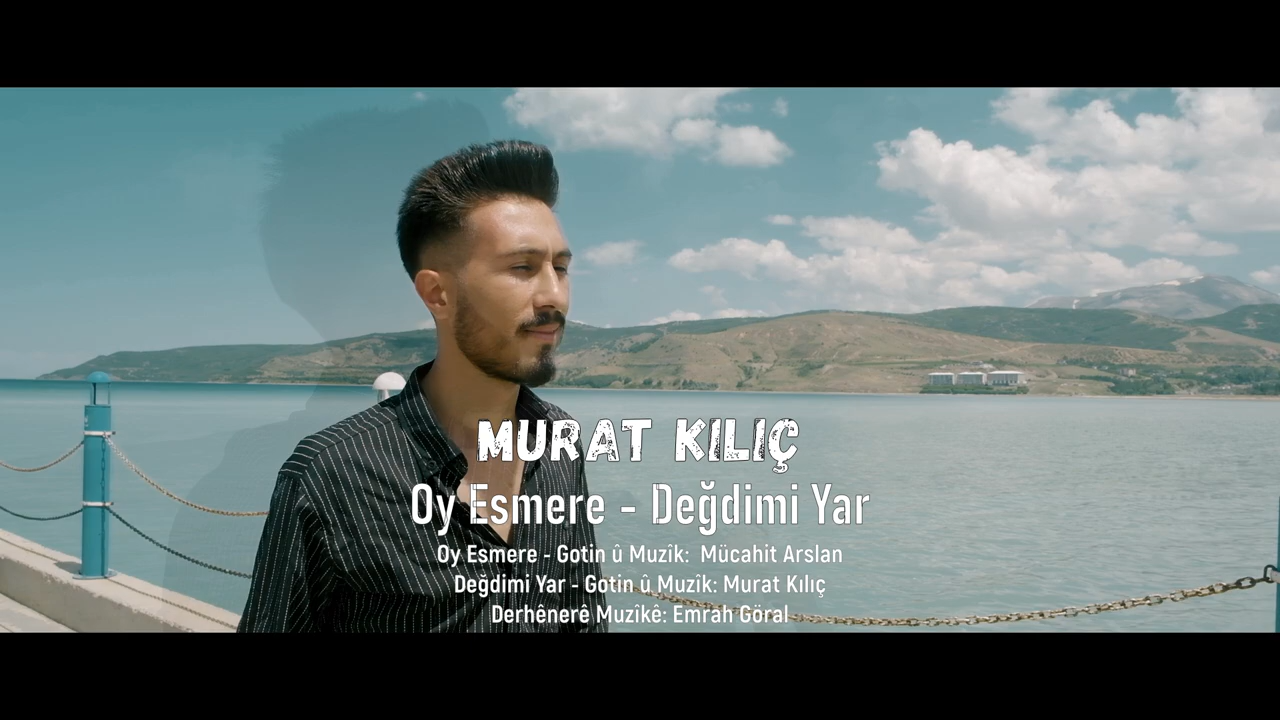 MURAT KILIÇ
Oy Esmere - Değdimi Yar
Oy Esmere - Gotin û Muzîk: Mücahit Arslan
Değdimi Yar - Gotin û Muzîk: Murat Kılıç
Derhênerê Muzîkê: Emrah Göral